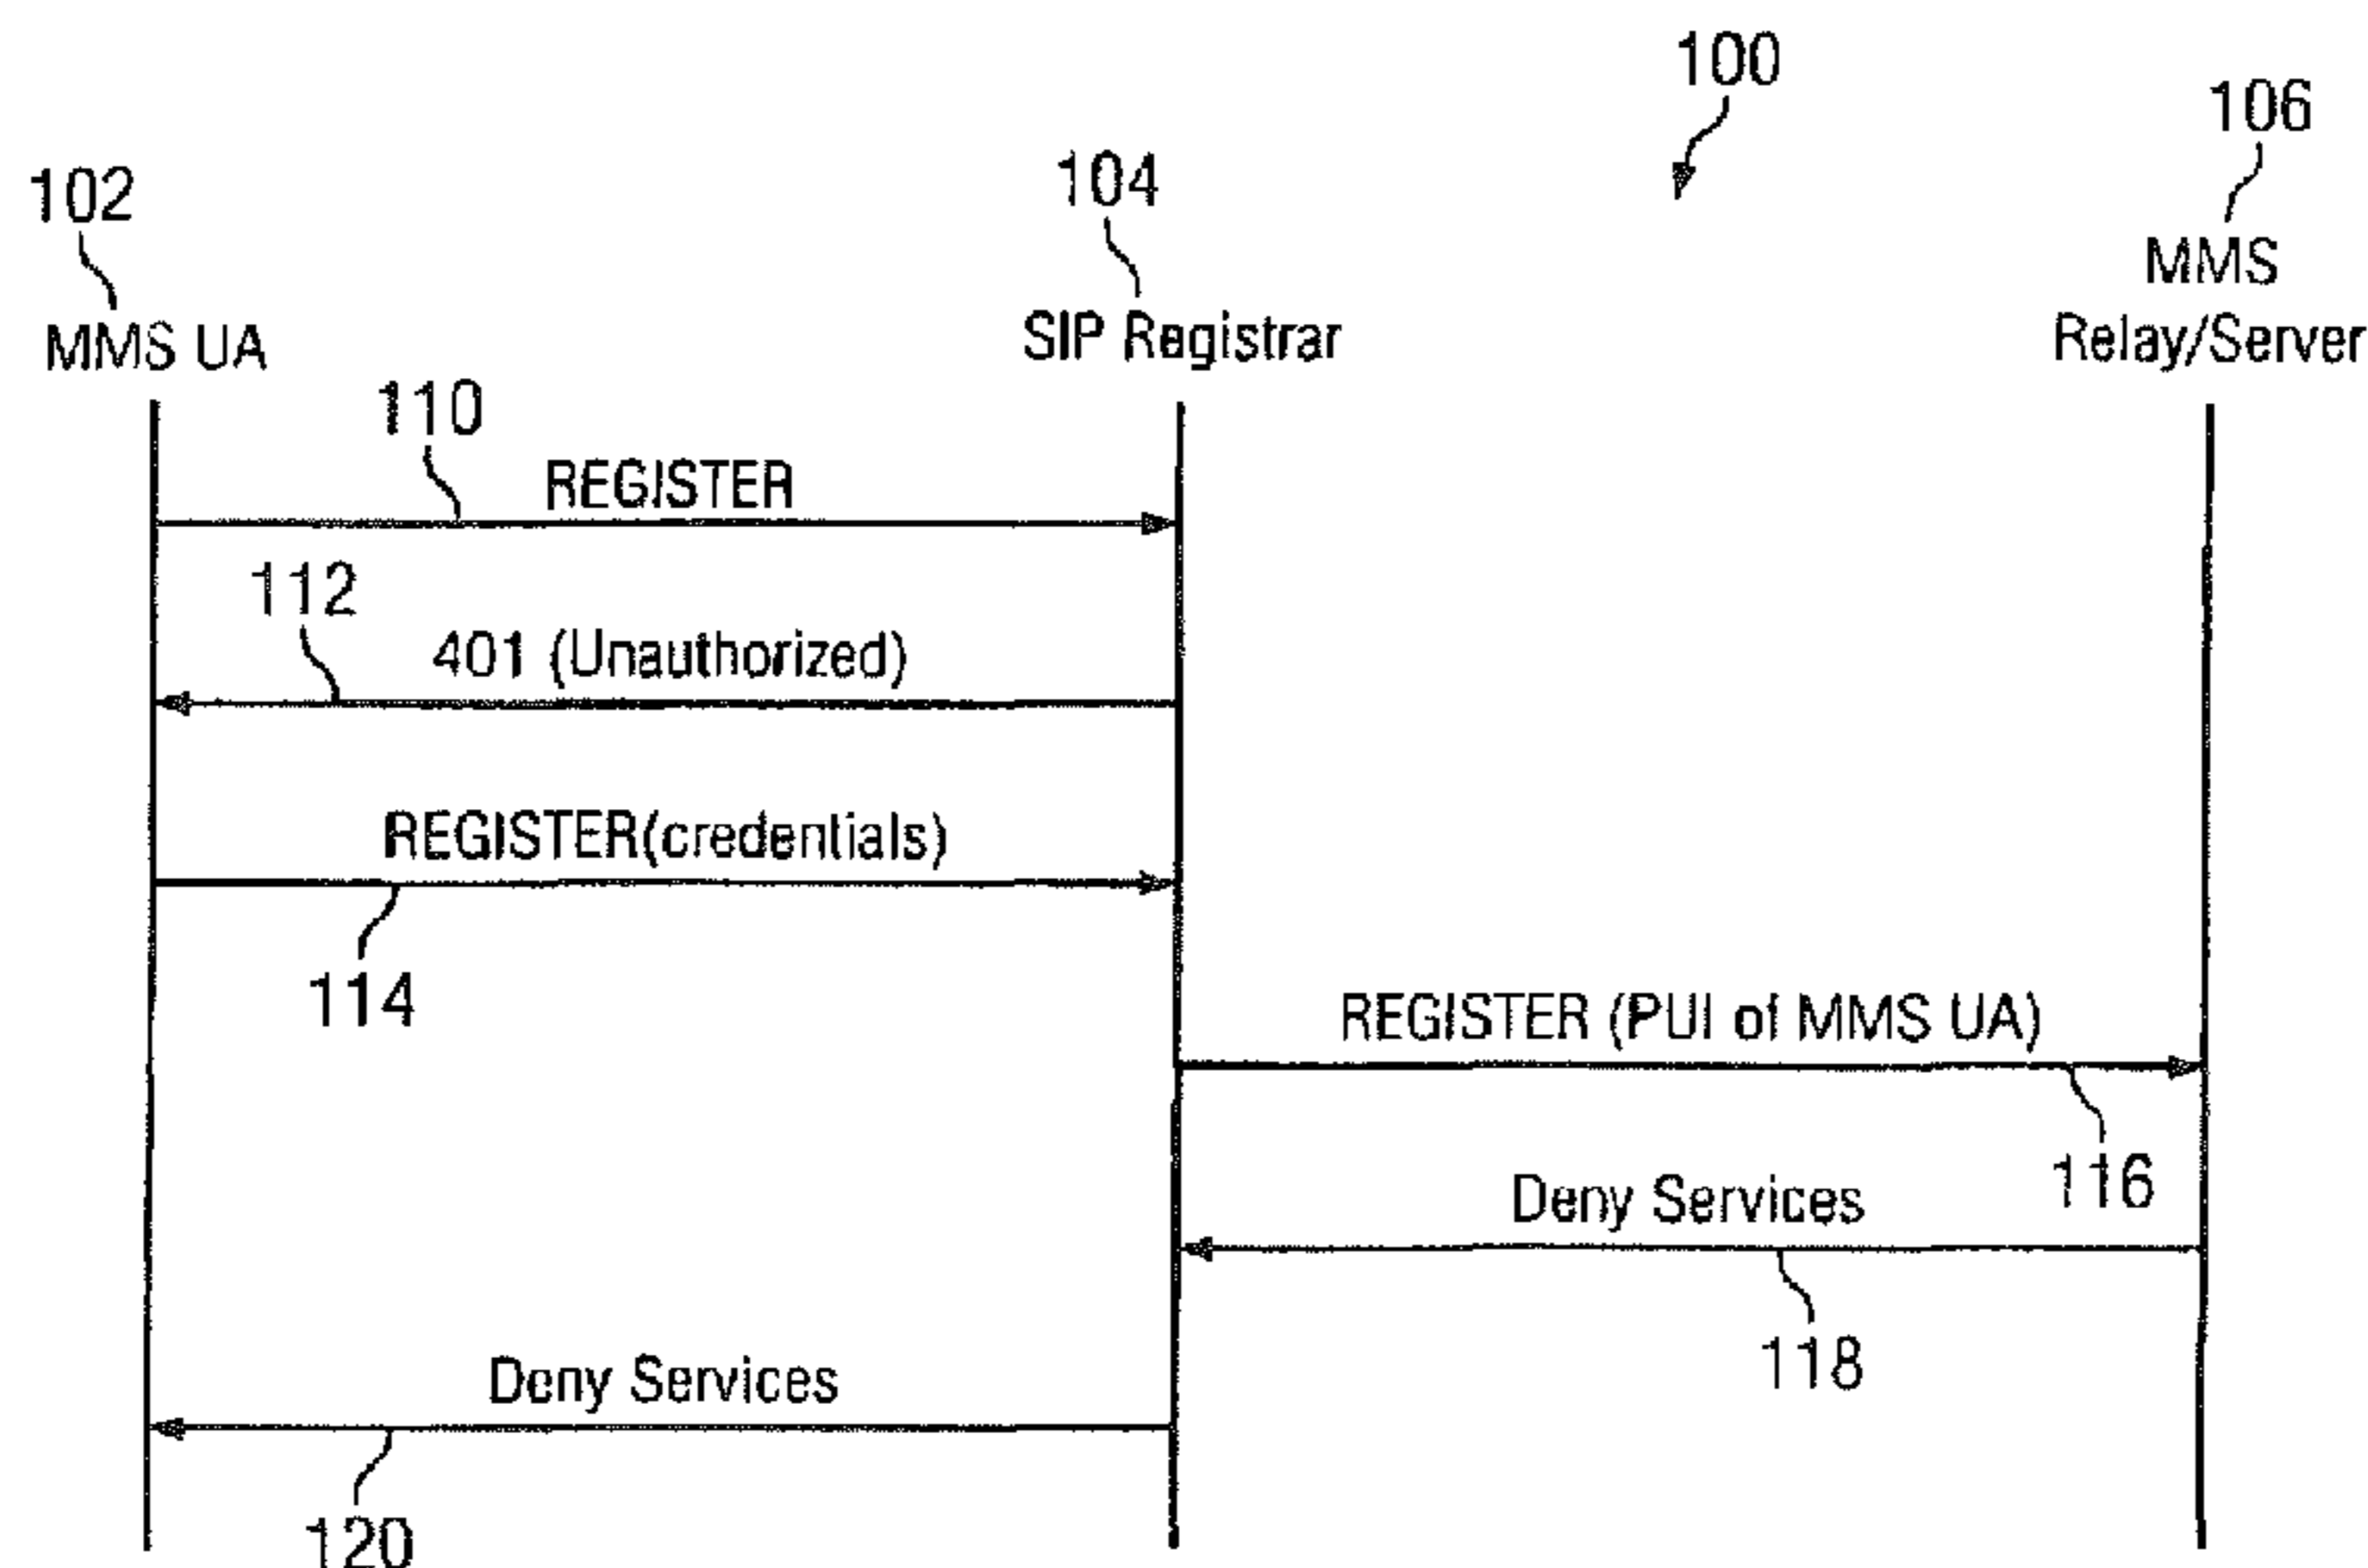 100
106
102
104
MMS
Relay/Server
SIP Registrar
MMS UA
110
REGISTER
112
401 (Unauthorized)
REGISTER(credentials)
114
REGISTER (PUI of MMS UA)
116
Deny Services
118
Deny Services
120